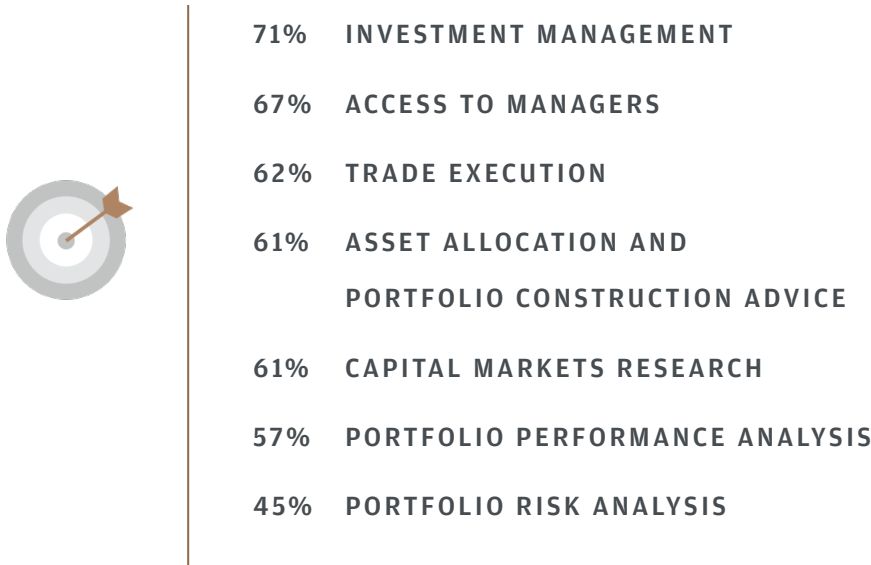 71% INVESTMENT MANAGEMENT
67% ACCESS TO MANAGERS
62% TRADE EXECUTION
61% ASSET ALLOCATION AND
PORTFOLIO CONSTRUCTION ADVICE
61% CAPITAL MARKETS RESEARCH
57% PORTFOLIO PERFORMANCE ANALYSIS
45% PORTFOLIO RISK ANALYSIS